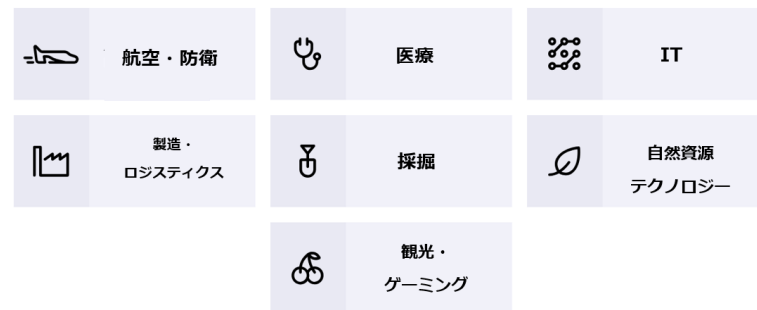 航空・防衛
医療
IT
製造・
ロジスティクス
採掘
自然資源
テクノロジー
観光・
ゲーミング